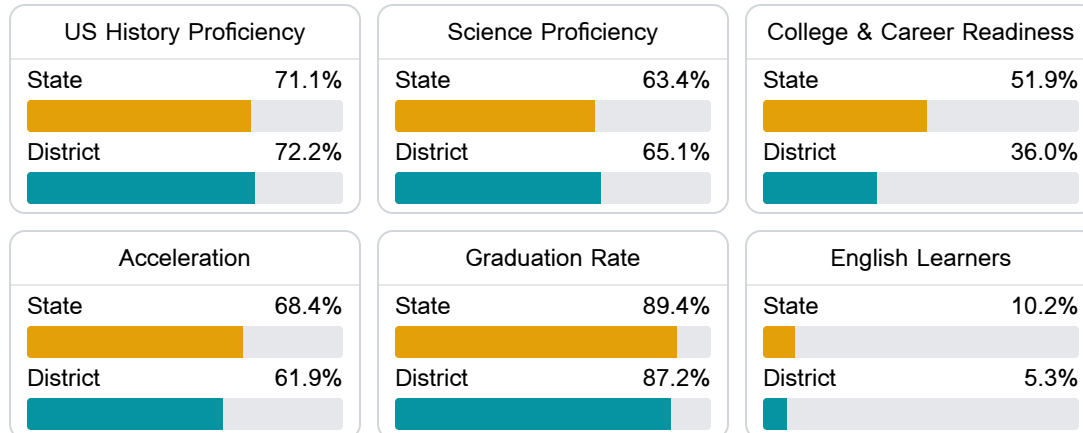 US History Proficiency
State 71.1%
District 72.2%
Science Proficiency
State 63.4%
District 65.1%
College & Career Readiness
State 51.9%
District 36.0%
Acceleration
State 68.4%
District 61.9%
Graduation Rate
State 89.4%
District 87.2%
English Learners
State 10.2%
District 5.3%